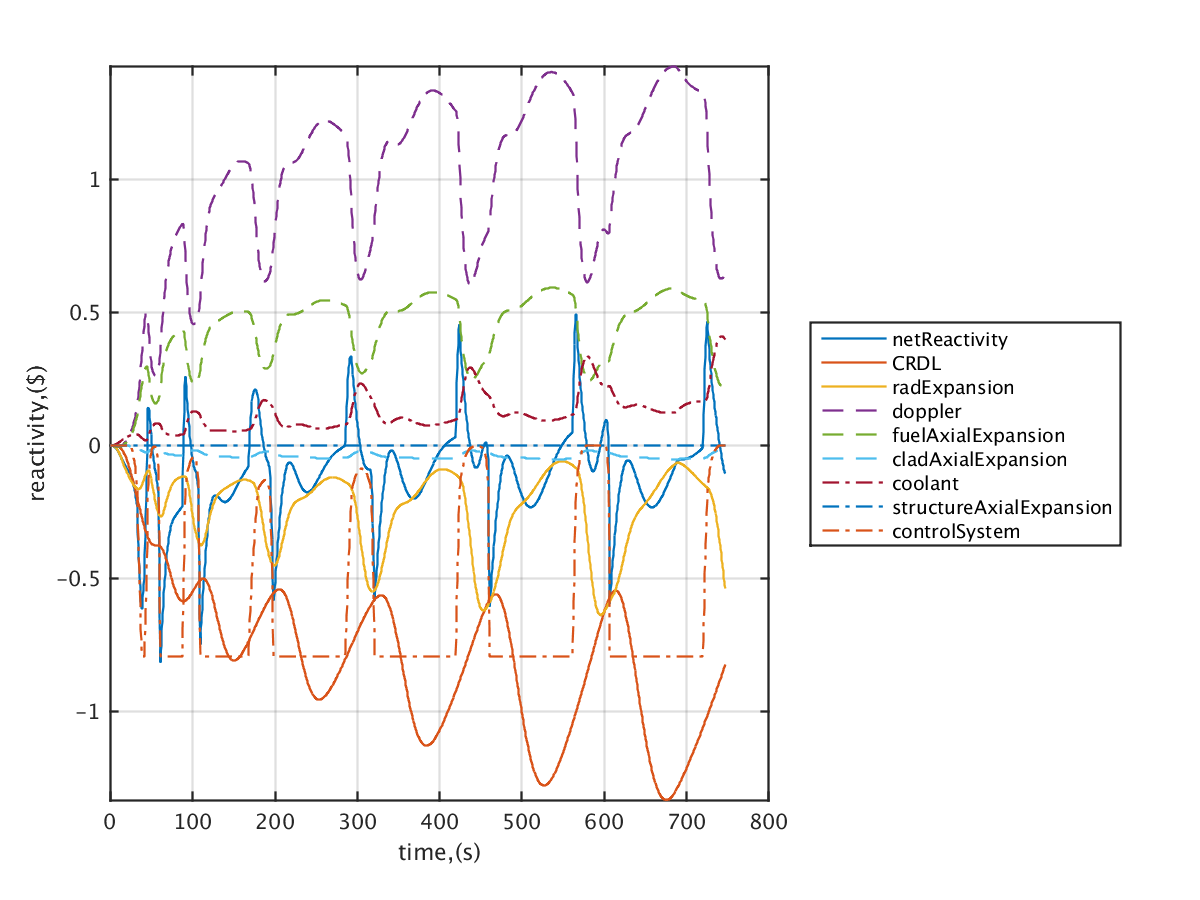 1
0.5
0
-0.5
-1
reactivity,($)
0 100 200 300 400 500 600 700 800
time,(s)
netReactivity
CRDL
radExpansion
doppler
fuelAxialExpansion
cladAxialExpansion
coolant
structureAxialExpansion
controlSystem